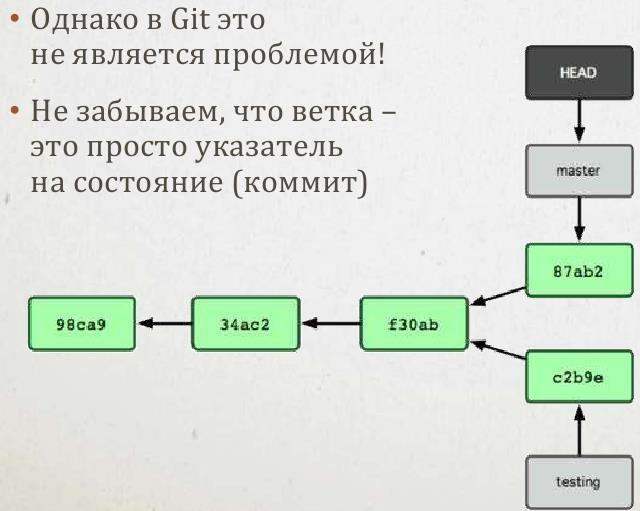 • Однако в Git это
не является проблемой!
• Не забываем, что ветка –
это просто указатель
на состояние (коммит)
HEAD
master
87ab2
98ca9
34ac2
f30ab
c2b9e
testing